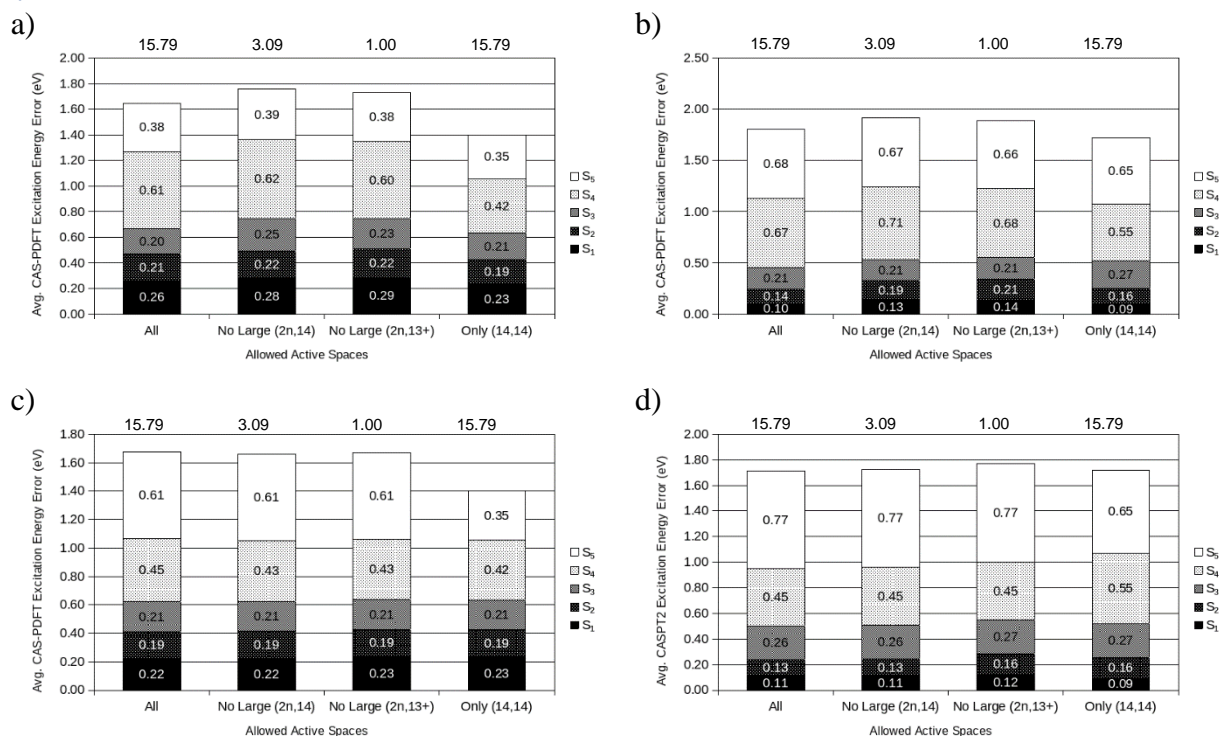 a)
15.79 3.09 1.00 15.79
Avg. CAS-PDFT Excitation Energy Error (eV)
2.00
1.80
1.60
1.40
1.20
1.00
0.80
0.60
0.40
0.20
0.00
0.38 0.39 0.38 0.35
0.61 0.62 0.60 0.42
0.20 0.25 0.23 0.21
0.21 0.22 0.22 0.19
0.26 0.28 0.29 0.23
All No Large (2n,14) No Large (2n,13+) Only (14,14)
Allowed Active Spaces
S5
S4
S3
S2
S1
b)
15.79 3.09 1.00 15.79
Avg. CAS-PDFT Excitation Energy Error (eV)
2.50
2.00
1.50
1.00
0.50
0.00
0.68 0.67 0.66 0.65
0.67 0.71 0.68 0.55
0.21 0.21 0.21 0.27
0.14 0.19 0.21 0.16
0.10 0.13 0.14 0.09
All No Large (2n,14) No Large (2n,13+) Only (14,14)
Allowed Active Spaces
S5
S4
S3
S2
S1
c)
15.79 3.09 1.00 15.79
Avg. CAS-PDFT Excitation Energy Error (eV)
1.80
1.60
1.40
1.20
1.00
0.80
0.60
0.40
0.20
0.00
0.61 0.61 0.61 0.35
0.45 0.43 0.43 0.42
0.21 0.21 0.21 0.21
0.19 0.19 0.19 0.19
0.22 0.22 0.23 0.23
All No Large (2n,14) No Large (2n,13+) Only (14,14)
Allowed Active Spaces
S5
S4
S3
S2
S1
d)
15.79 3.09 1.00 15.79
Avg. CASPT2 Excitation Energy Error (eV)
2.00
1.80
1.60
1.40
1.20
1.00
0.80
0.60
0.40
0.20
0.00
0.77 0.77 0.77 0.65
0.45 0.45 0.45 0.55
0.26 0.26 0.27 0.27
0.13 0.13 0.16 0.16
0.11 0.11 0.12 0.09
All No Large (2n,14) No Large (2n,13+) Only (14,14)
Allowed Active Spaces
S5
S4
S3
S2
S1